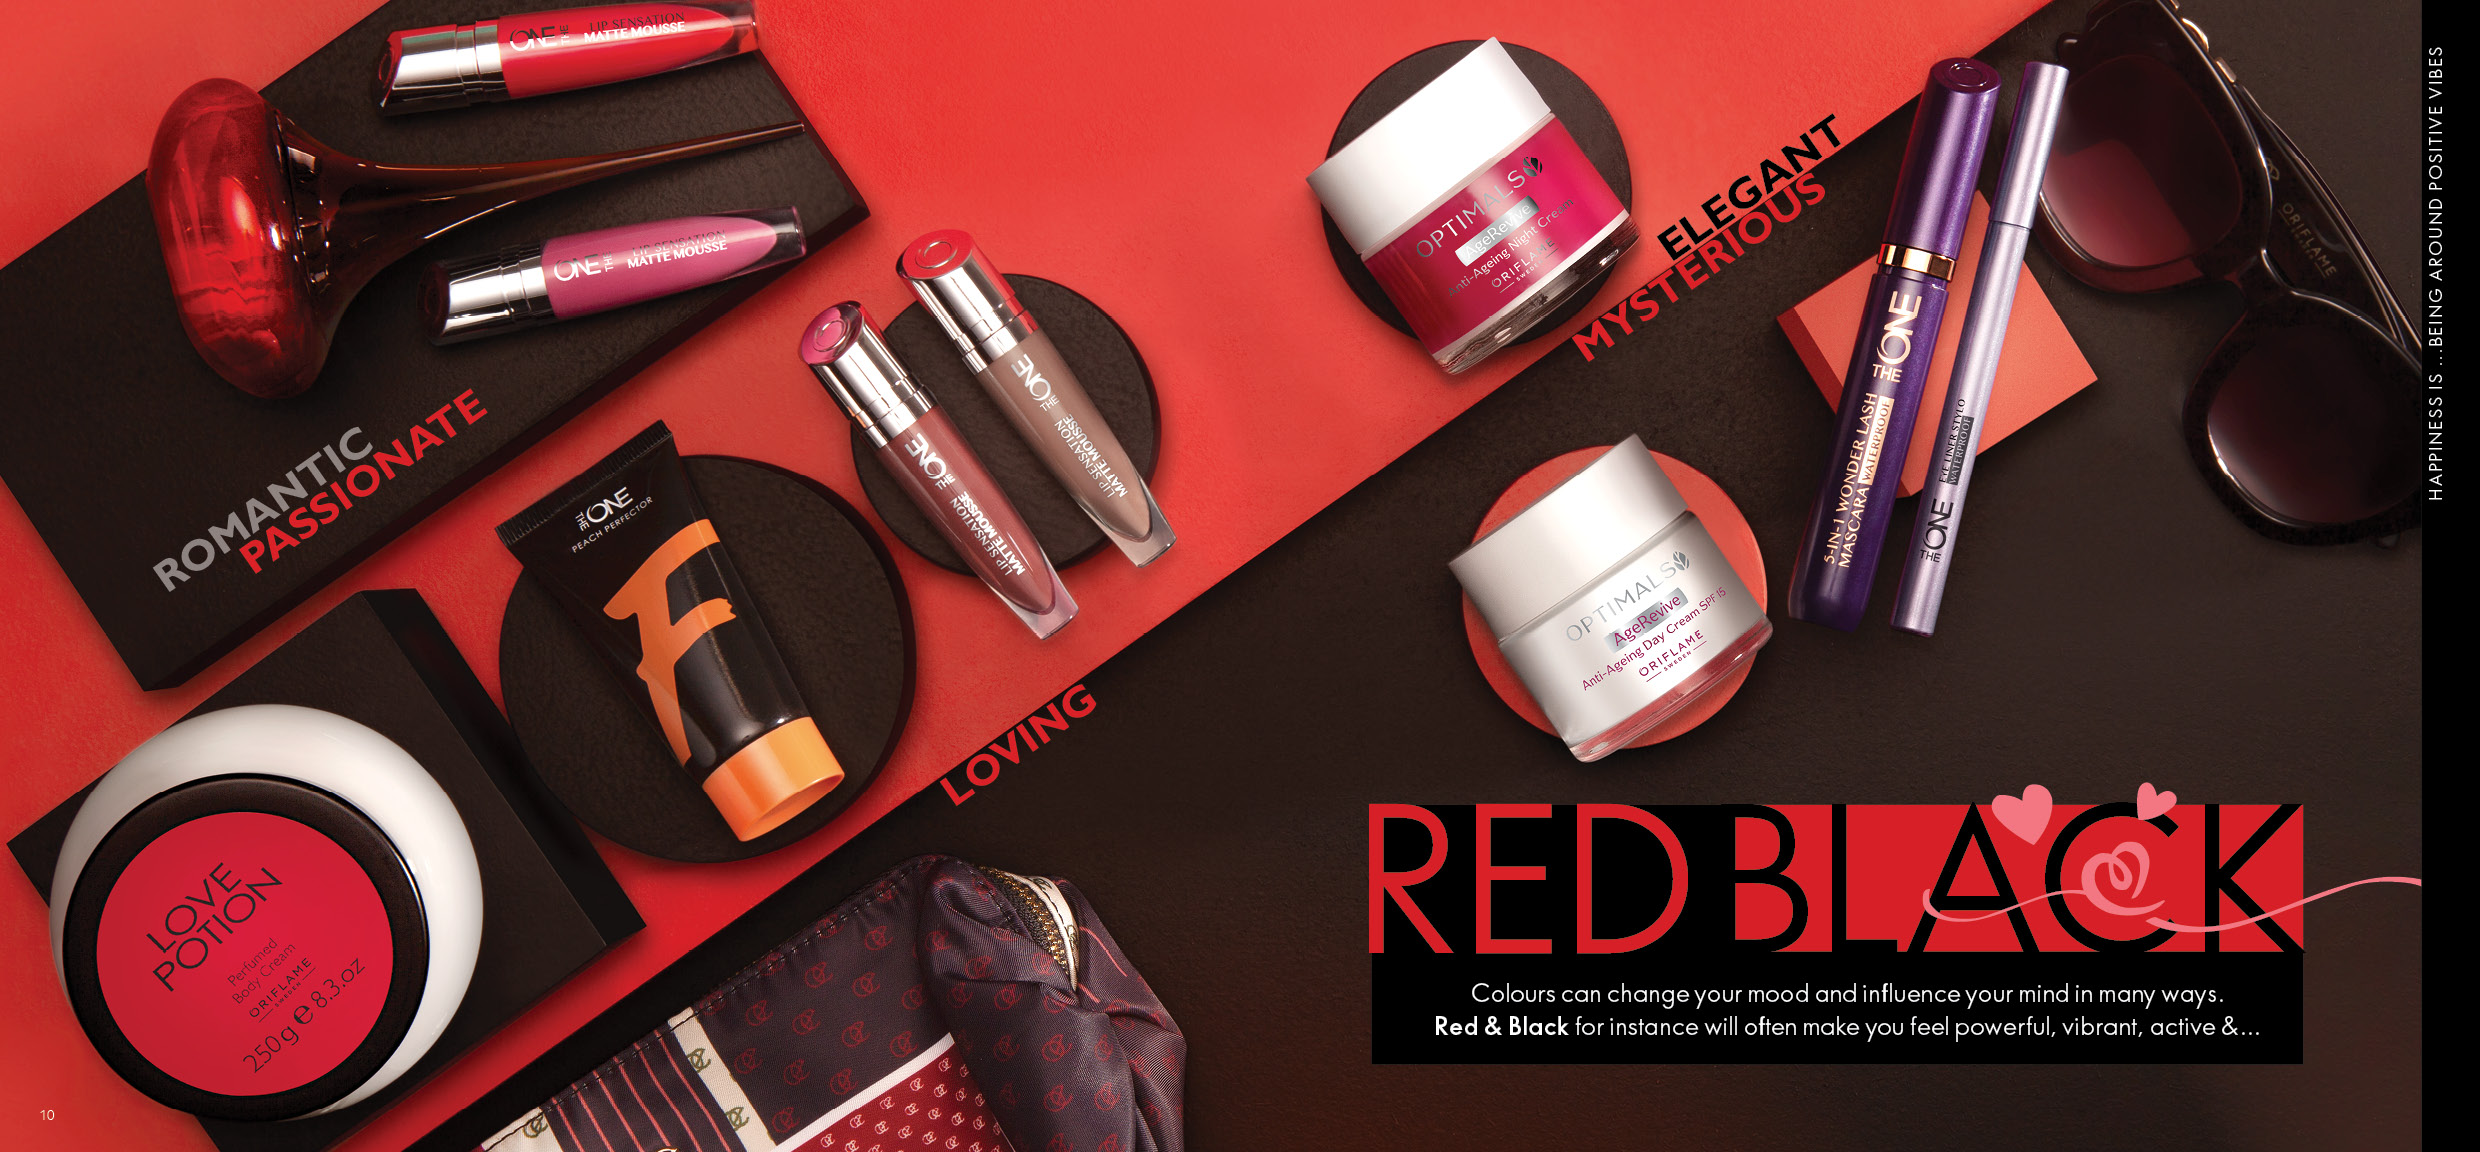 THE ONE
LIP SENSATION
MATTE MOUSSE
THE ONE
LIP SENSATION
MATTE MOUSSE
ROMANTIC
PASSIONATE
THE ONE
PEACH PERFECTOR
THE ONE
LIP SENSATION
MATTE MOUSSE
THE ONE
LIP SENSATION
MATTE MOUSSE
LOVING
LOVE
POTION
Perfumed
Body Cream
ORIFLAME
SWEDEN
250g e 8.3.oz
10
OPTIMALS
AgeRevive
Anti-Ageing Night Cream
ORIFLAME
SWEDEN
ELEGANT
MYSTERIOUS
OPTIMALS
AgeRevive
Anti-Ageing Day Cream SPF 15
ORIFLAME
SWEDEN
THE ONE
5-IN-1 WONDER LASH
MASCARA WATERPROOF
THE ONE
EYE LINER STYLO
WATERPROOF
ORIFLAME
HAPPINESS IS ...BEING AROUND POSITIVE VIBES
RED BLACK
Colours can change your mood and influence your mind in many ways.
Red & Black for instance will often make you feel powerful, vibrant, active &...